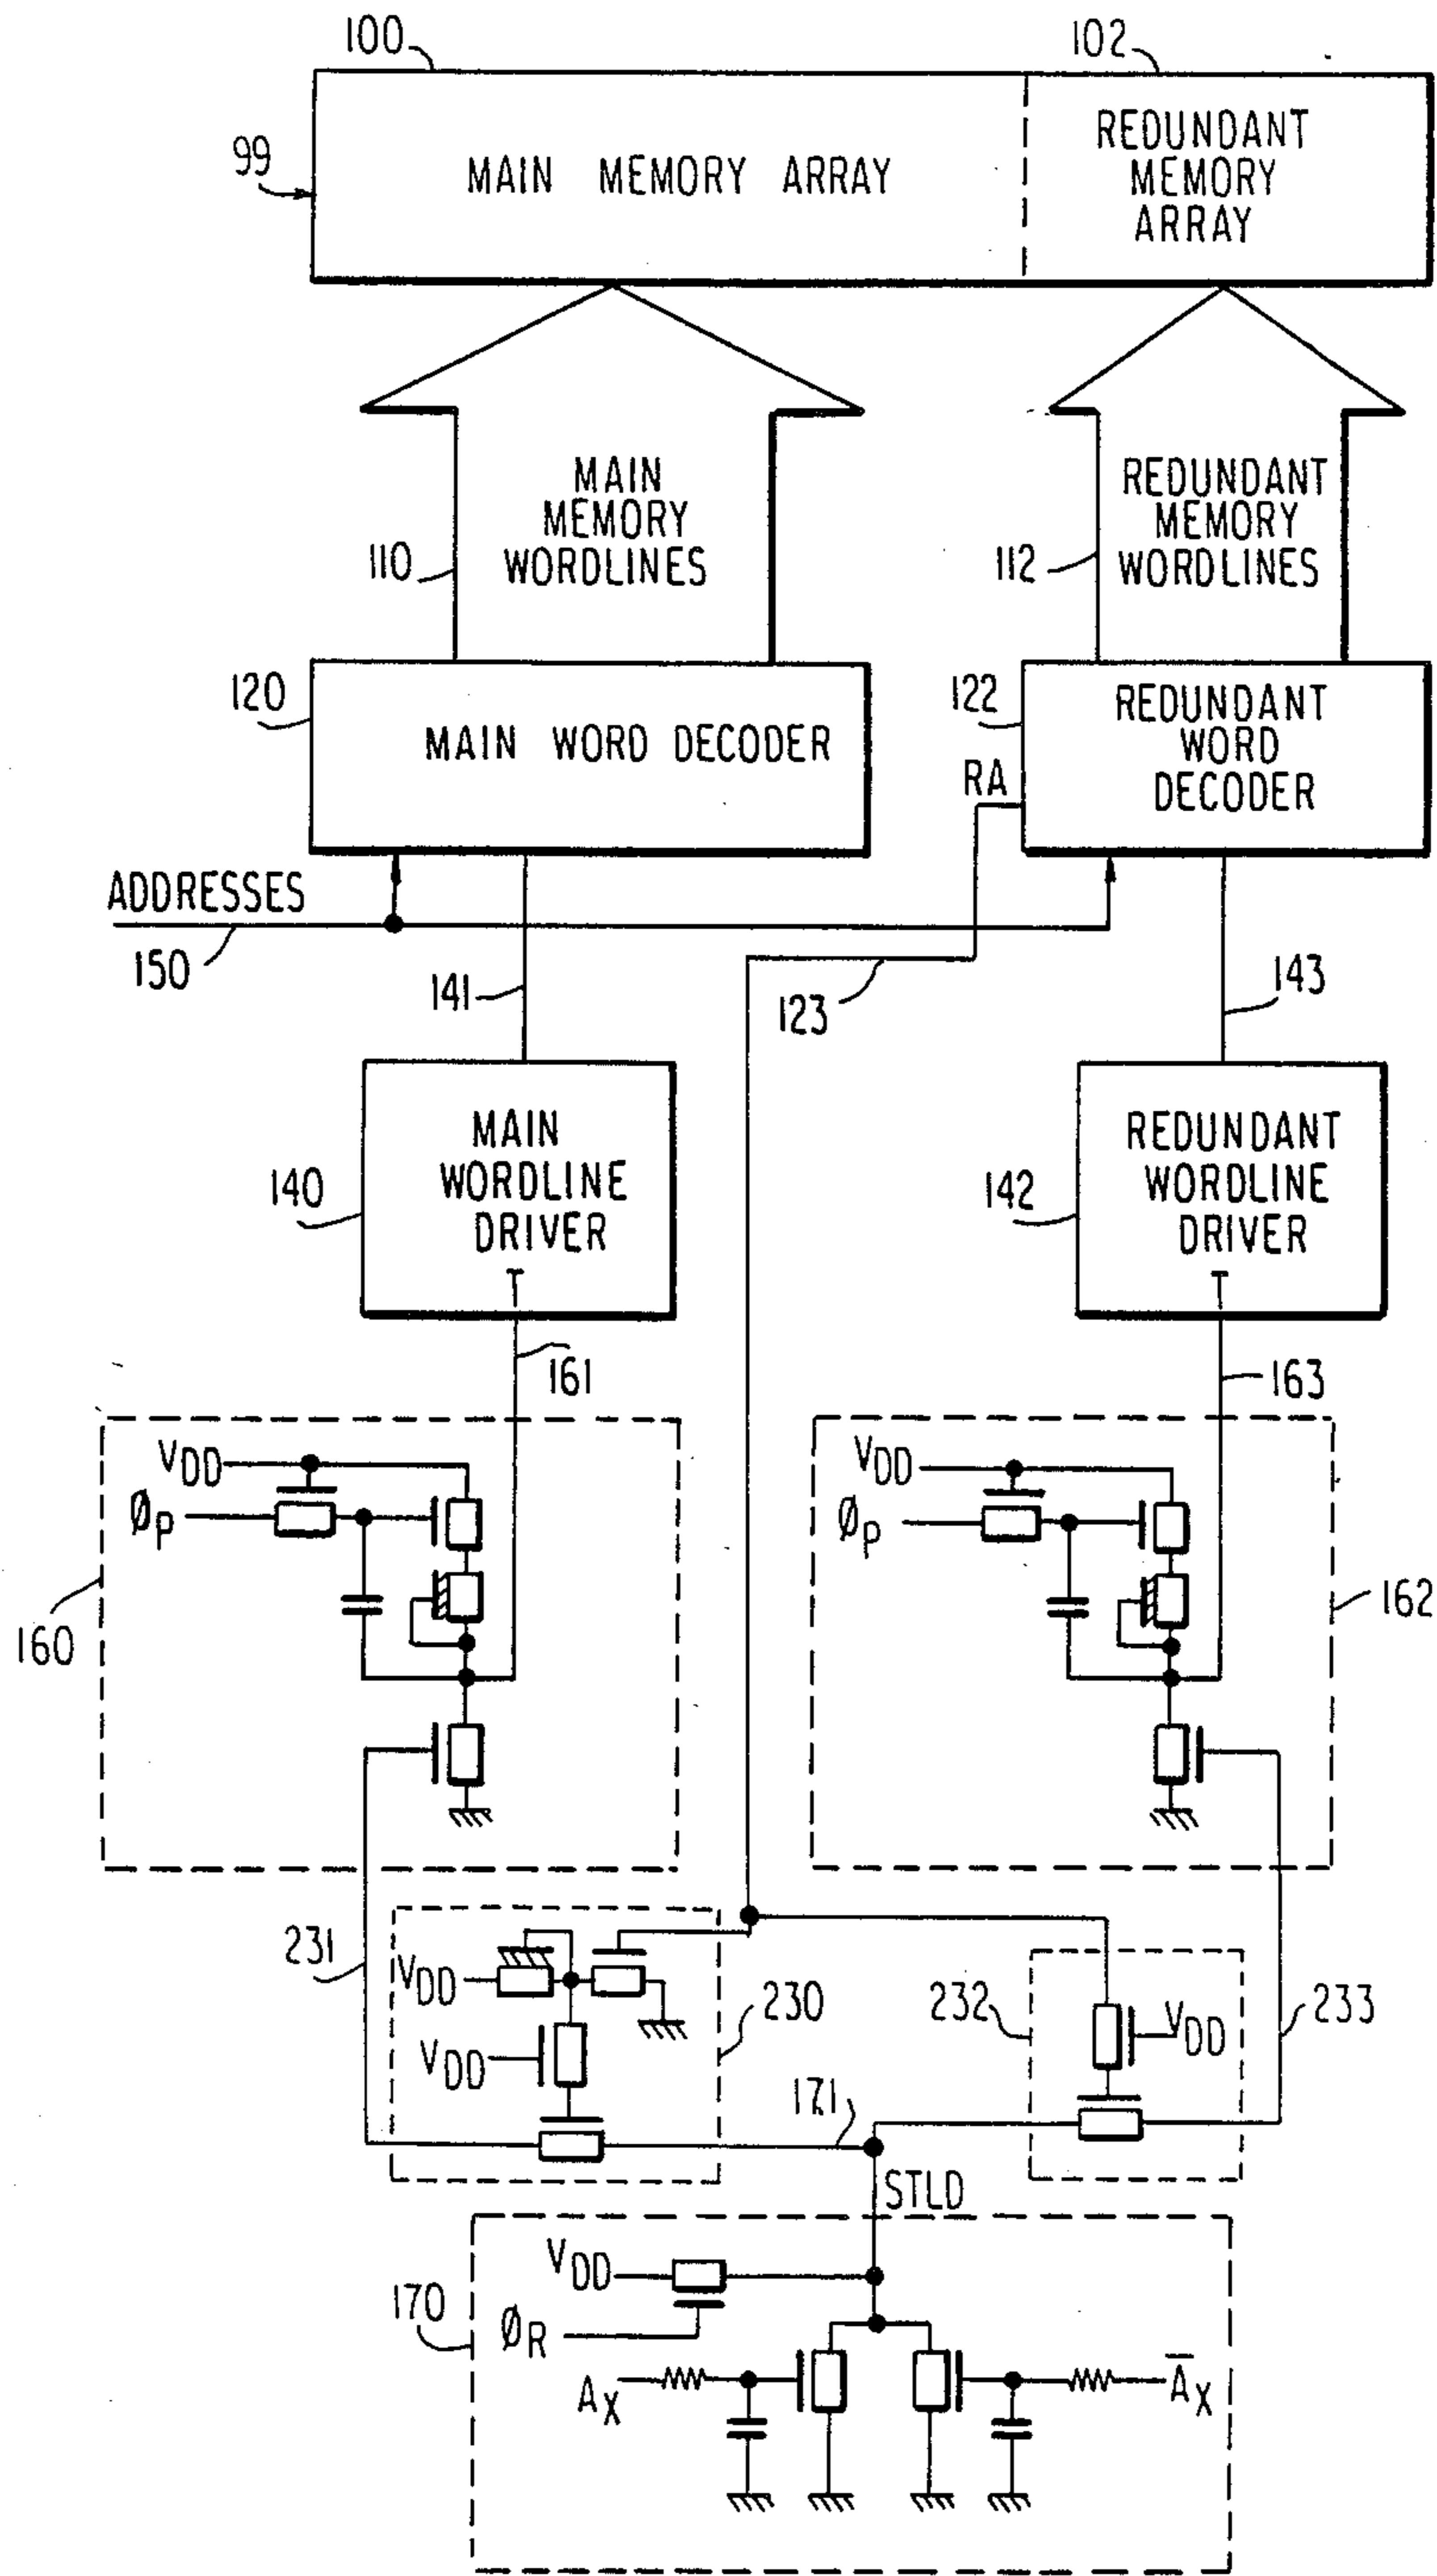 100
102
99
MAIN MEMORY ARRAY
REDUNDANT
MEMORY
ARRAY
MAIN
MEMORY
WORDLINES
110
REDUNDANT
MEMORY
WORDLINES
112
120
MAIN WORD DECODER
122
REDUNDANT
WORD
DECODER
RA
ADDRESSES
150
141
123
143
140
MAIN
WORDLINE
DRIVER
142
REDUNDANT
WORDLINE
DRIVER
161
163
VDD
ØP
160
VDD
ØP
162
231
VDD
VDD
230
232
VDD
233
171
STLD
170
VDD
ØR
AX
A̅X